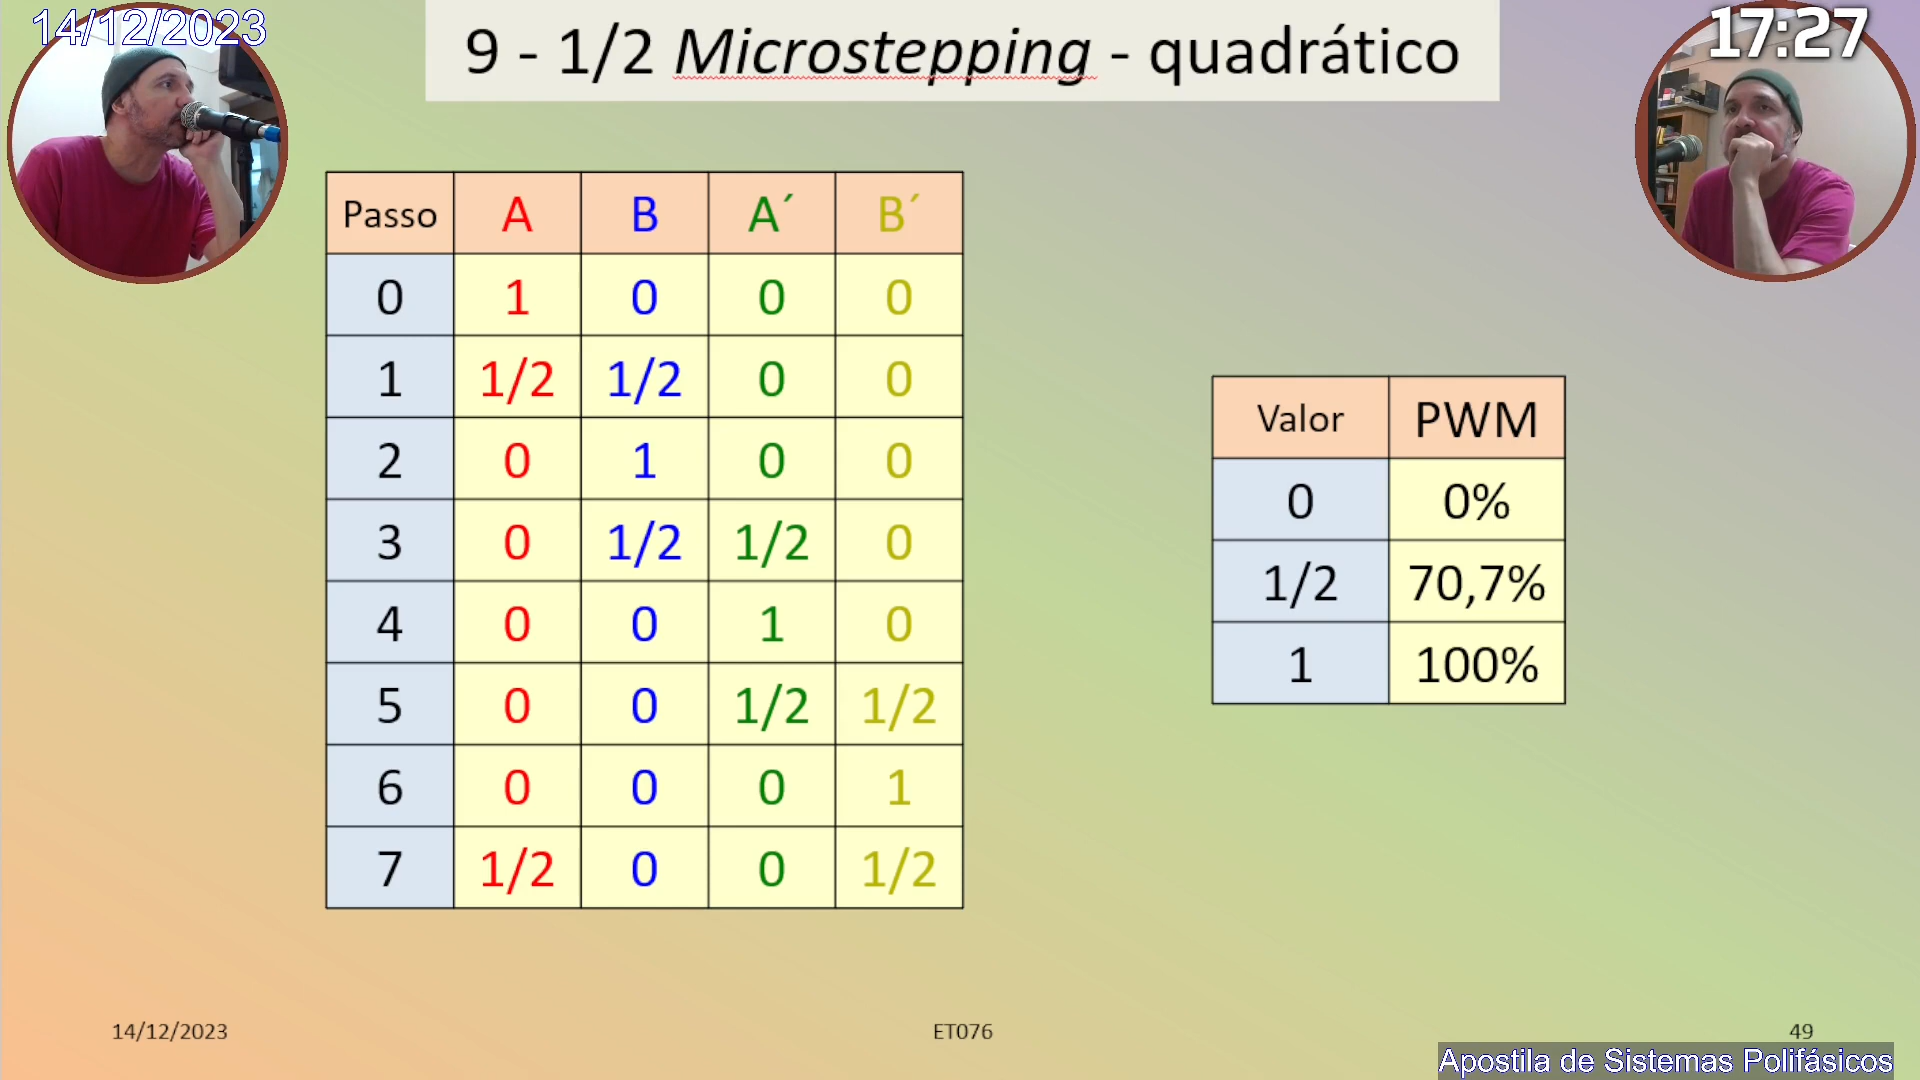 14/12/2023
17:27
9 - 1/2 Microstepping - quadrático
Passo A B A´ B´
0 1 0 0 0
1 1/2 1/2 0 0
2 0 1 0 0
3 0 1/2 1/2 0
4 0 0 1 0
5 0 0 1/2 1/2
6 0 0 0 1
7 1/2 0 0 1/2
Valor PWM
0 0%
1/2 70,7%
1 100%
14/12/2023
ET076
49
Apostila de Sistemas Polifásicos